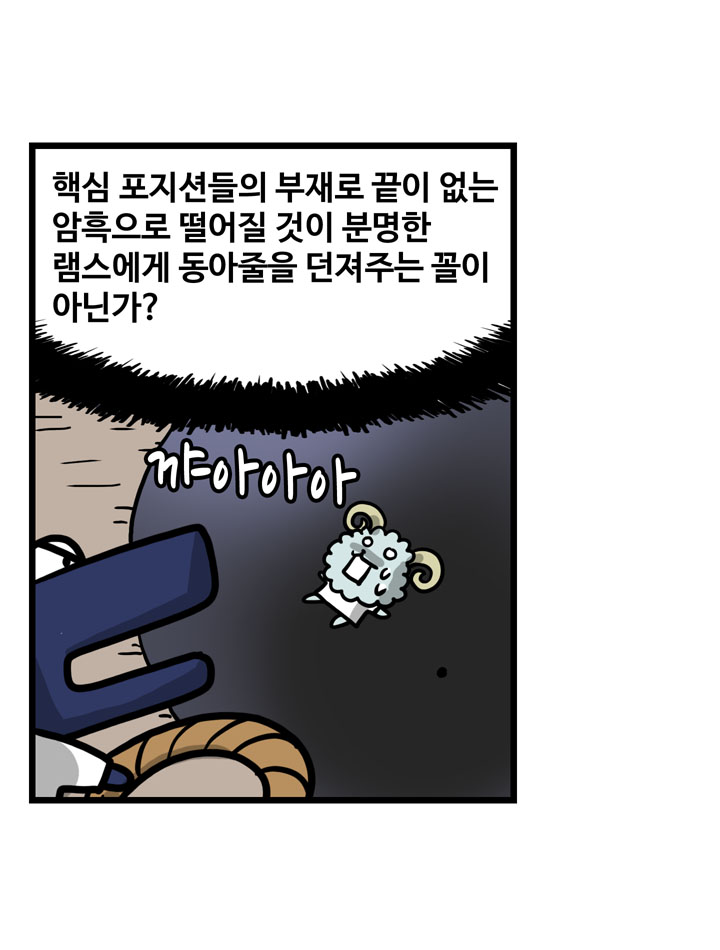 핵심 포지션들의 부재로 끝이 없는
암흑으로 떨어질 것이 분명한
램스에게 동아줄을 던져주는 꼴이
아닌가?
꺄아아아